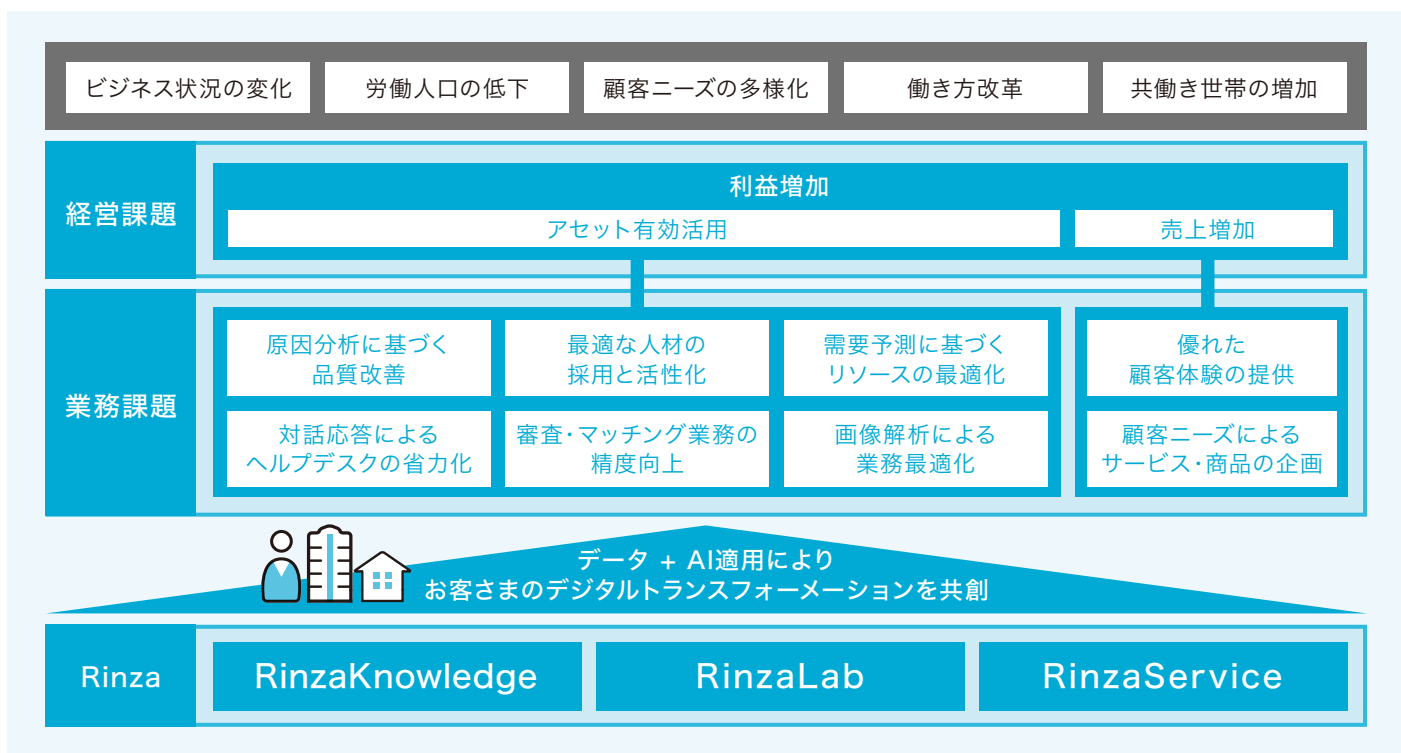 ビジネス状況の変化
労働人口の低下
顧客ニーズの多様化
働き方改革
共働き世帯の増加
経営課題
利益増加
アセット有効活用
売上増加
業務課題
原因分析に基づく
品質改善
最適な人材の
採用と活性化
需要予測に基づく
リソースの最適化
優れた
顧客体験の提供
対話応答による
ヘルプデスクの省力化
審査・マッチング業務の
精度向上
画像解析による
業務最適化
顧客ニーズによる
サービス・商品の企画
データ + AI適用により
お客さまのデジタルトランスフォーメーションを共創
Rinza
RinzaKnowledge
RinzaLab
RinzaService